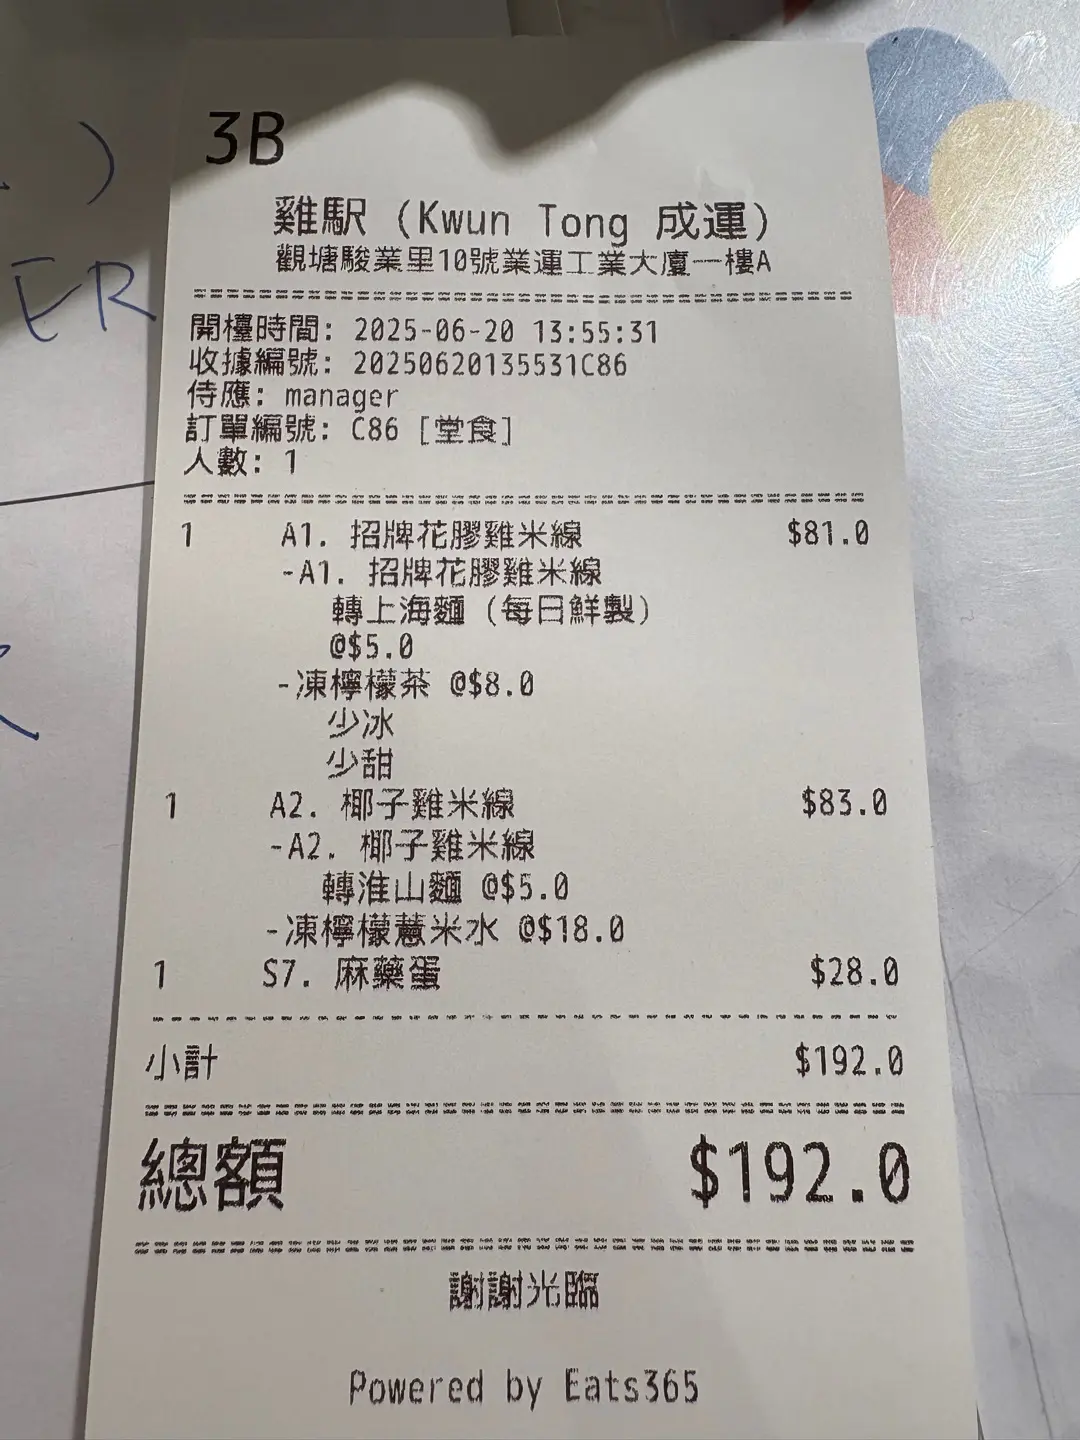 )
ER
3B
雞駅 (Kwun Tong 成運)
觀塘駿業里10號業運工業大廈一樓A
開檯時間: 2025-06-20 13:55:31
收據編號: 20250620135531C86
侍應: manager
訂單編號: C86 [堂食]
人數: 1
1 A1. 招牌花膠雞米線 $81.0
-A1. 招牌花膠雞米線
轉上海麵 (每日鮮製)
@$5.0
-凍檸檬茶 @$8.0
少冰
少甜
1 A2. 椰子雞米線 $83.0
-A2. 椰子雞米線
轉淮山麵 @$5.0
-凍檸檬薏米水 @$18.0
1 S7. 麻藥蛋 $28.0
小計 $192.0
總額 $192.0
謝謝光臨
Powered by Eats365